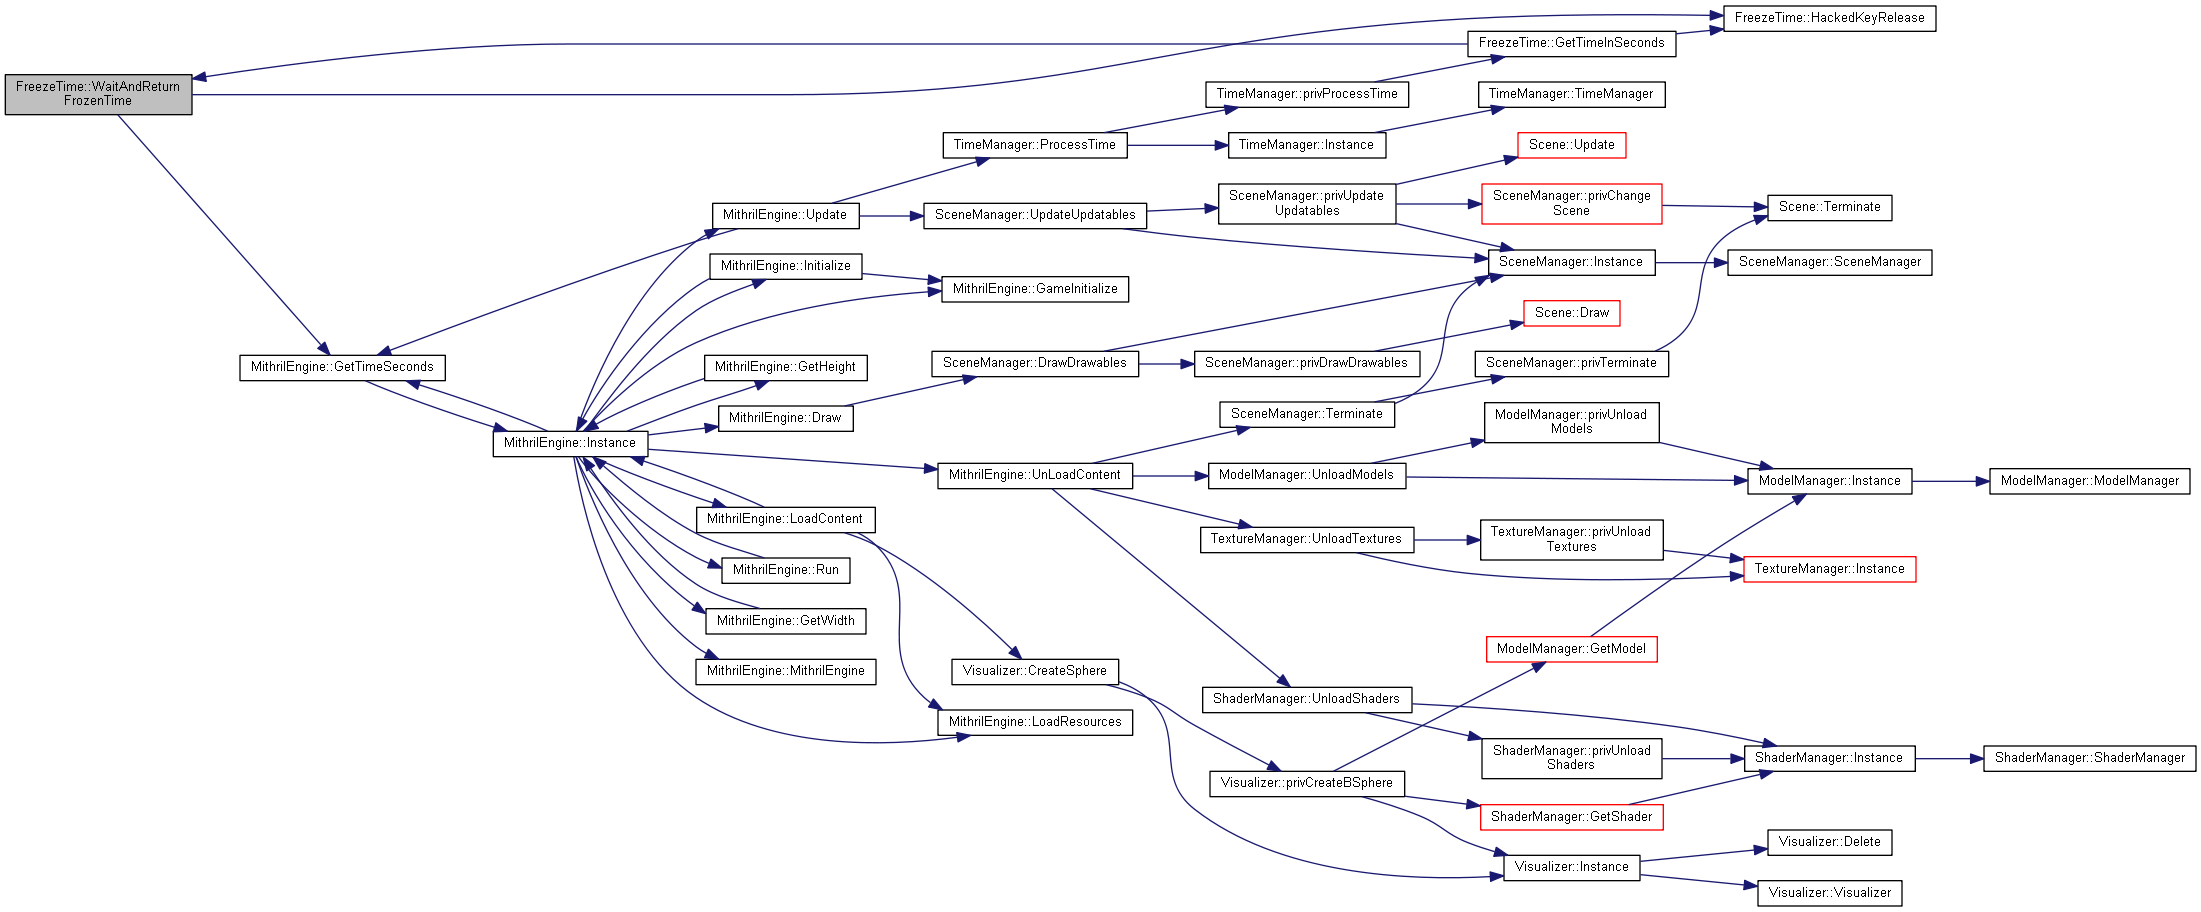 FreezeTime::HackedKeyRelease
FreezeTime::GetTimeInSeconds
FreezeTime::WaitAndReturn
FrozenTime
TimeManager::privProcessTime
TimeManager::TimeManager
TimeManager::ProcessTime
TimeManager::Instance
Scene::Update
MithrilEngine::Update
SceneManager::UpdateUpdatables
SceneManager::privUpdate
Updatables
SceneManager::privChange
Scene
Scene::Terminate
MithrilEngine::Initialize
SceneManager::Instance
SceneManager::SceneManager
MithrilEngine::GameInitialize
Scene::Draw
MithrilEngine::GetTimeSeconds
MithrilEngine::GetHeight
SceneManager::DrawDrawables
SceneManager::privDrawDrawables
SceneManager::privTerminate
MithrilEngine::Draw
SceneManager::Terminate
ModelManager::privUnload
Models
MithrilEngine::Instance
MithrilEngine::UnLoadContent
ModelManager::UnloadModels
ModelManager::Instance
ModelManager::ModelManager
MithrilEngine::LoadContent
TextureManager::UnloadTextures
TextureManager::privUnload
Textures
MithrilEngine::Run
TextureManager::Instance
MithrilEngine::GetWidth
ModelManager::GetModel
MithrilEngine::MithrilEngine
Visualizer::CreateSphere
ShaderManager::UnloadShaders
MithrilEngine::LoadResources
ShaderManager::privUnload
Shaders
ShaderManager::Instance
ShaderManager::ShaderManager
Visualizer::privCreateBSphere
ShaderManager::GetShader
Visualizer::Delete
Visualizer::Instance
Visualizer::Visualizer